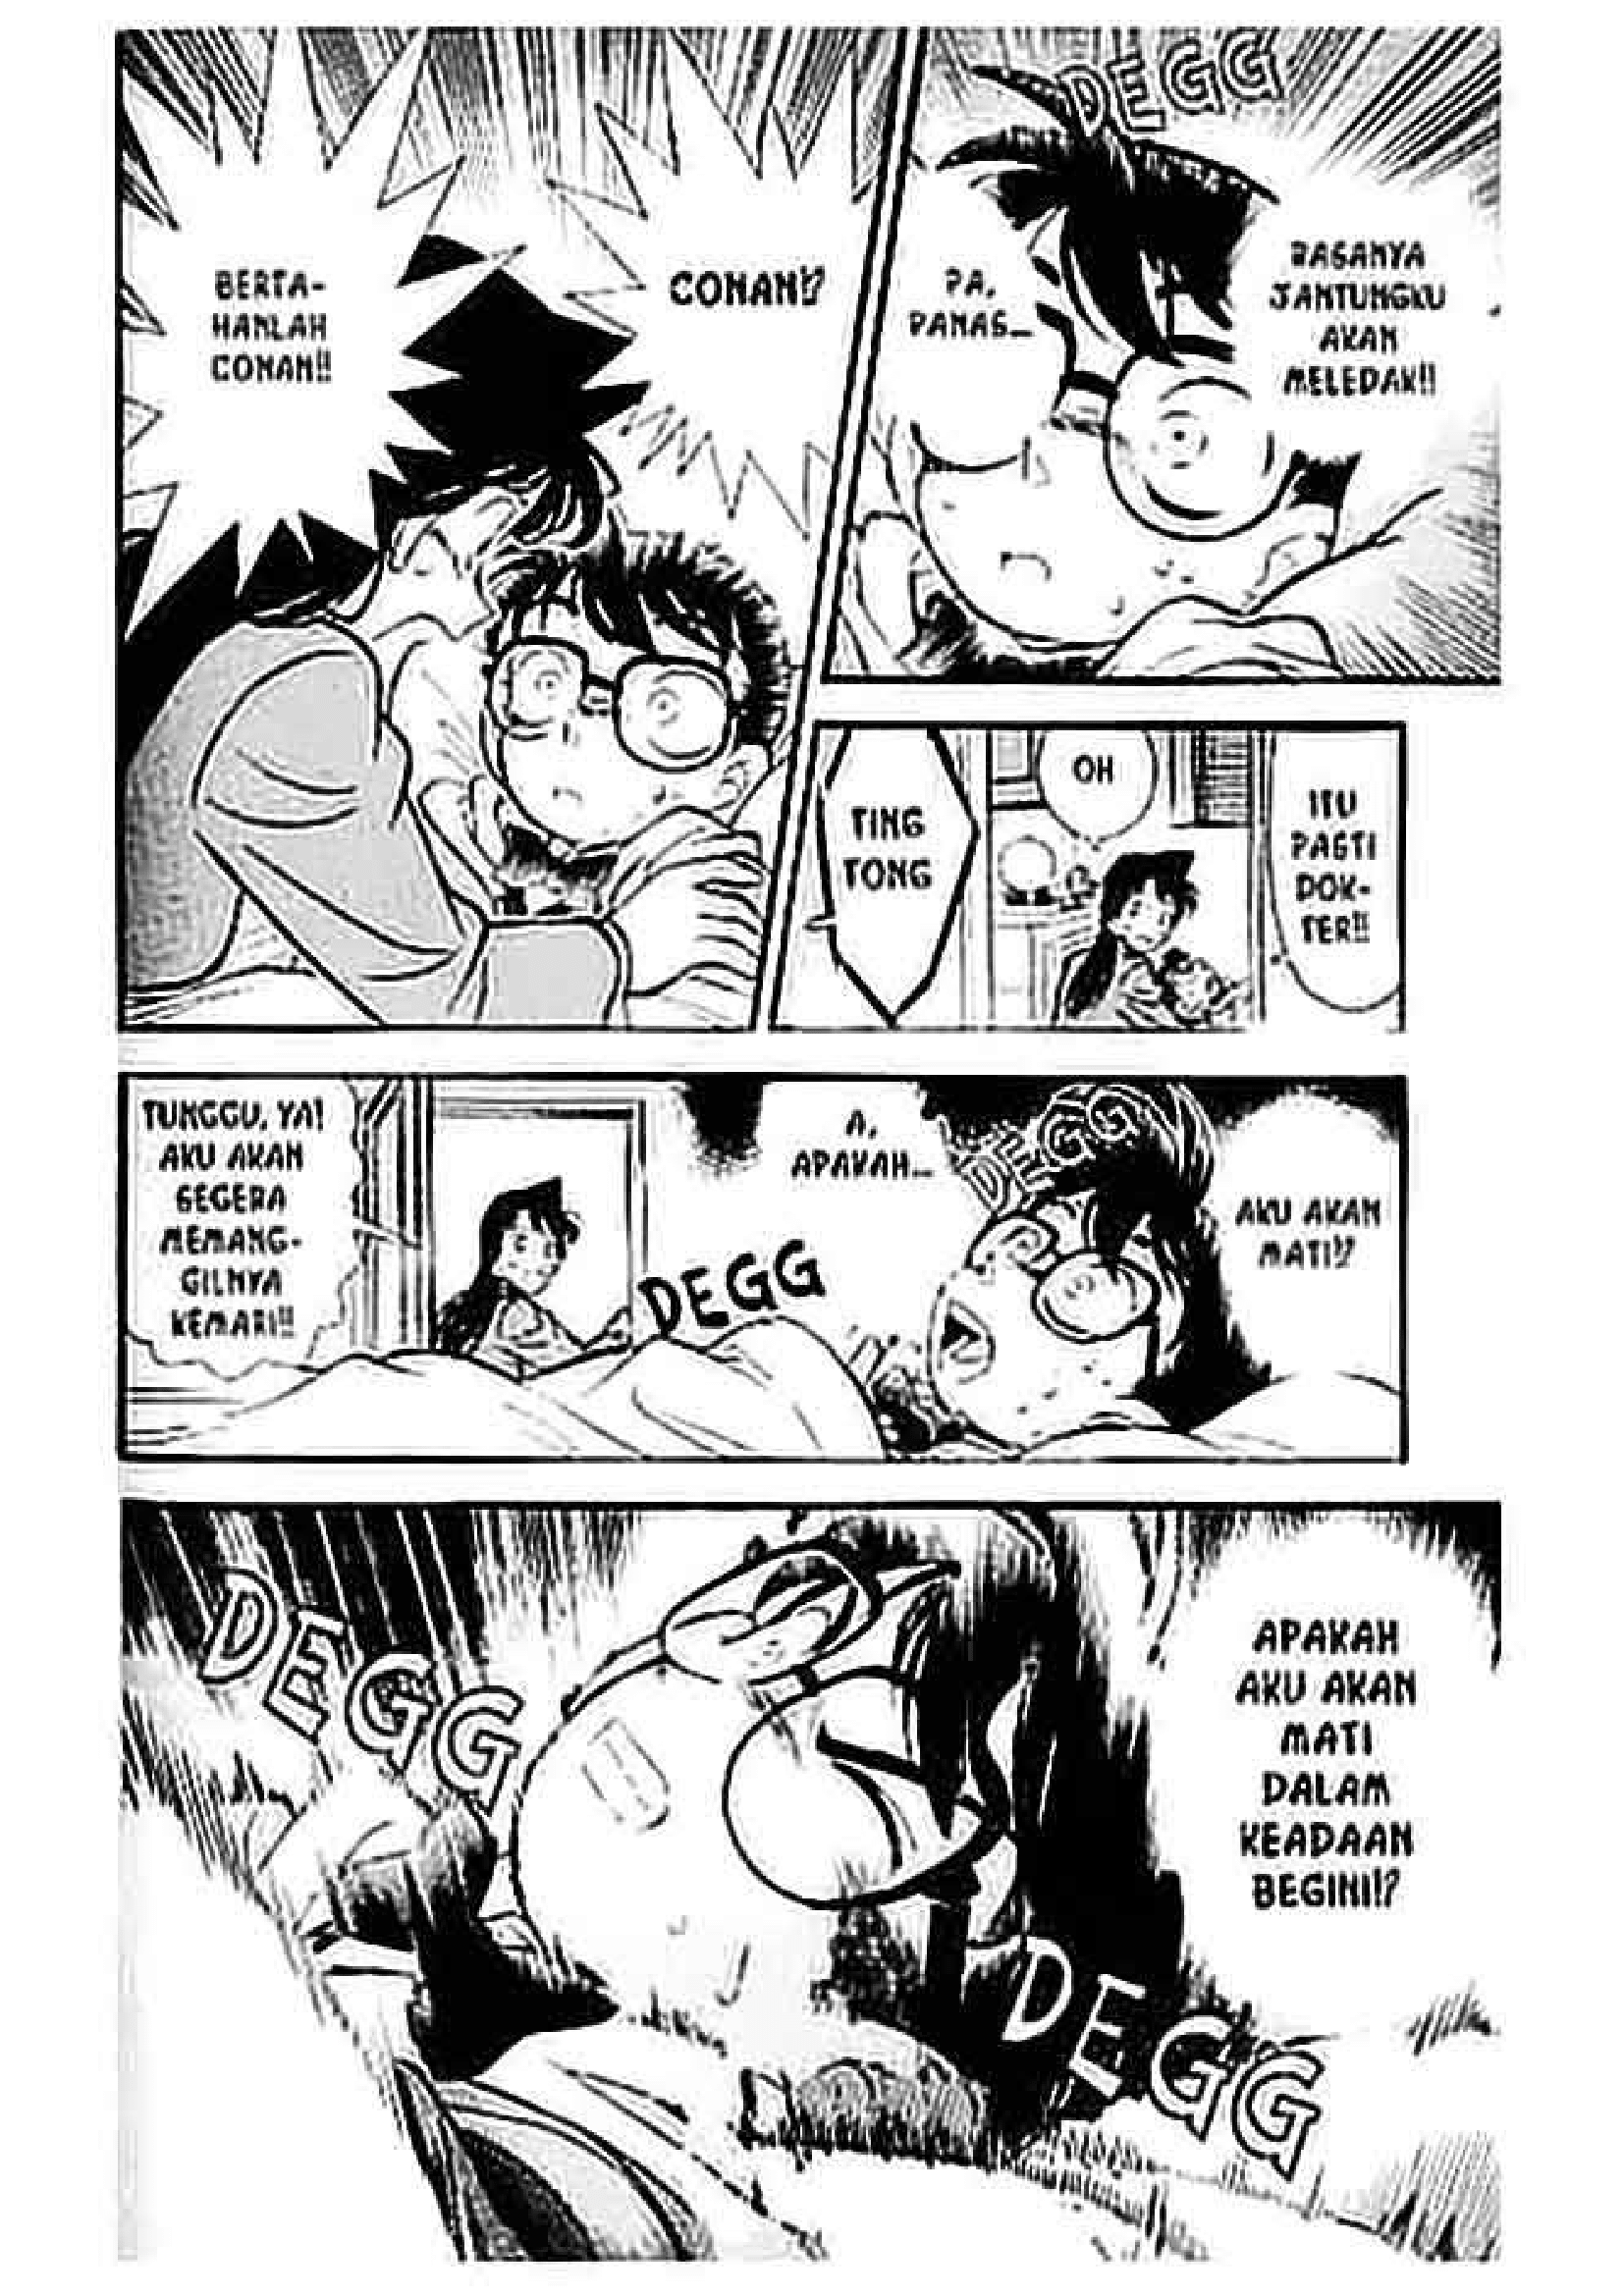 DEGG
RASANYA
JANTUNGKU
AKAN
MELEDAK!!
PA,
PANAS...
CONAN!?
BERTA-
HANLAH
CONAN!!
ITU
PASTI
DOK-
TER!!
OH
TING
TONG
AKU AKAN
MATI!?
DEGG
A,
APAKAH...
DEGG
TUNGGU, YA!
AKU AKAN
SEGERA
MEMANG-
GILNYA
KEMARI!!
APAKAH
AKU AKAN
MATI
DALAM
KEADAAN
BEGINI!?
DEGG
DEGG